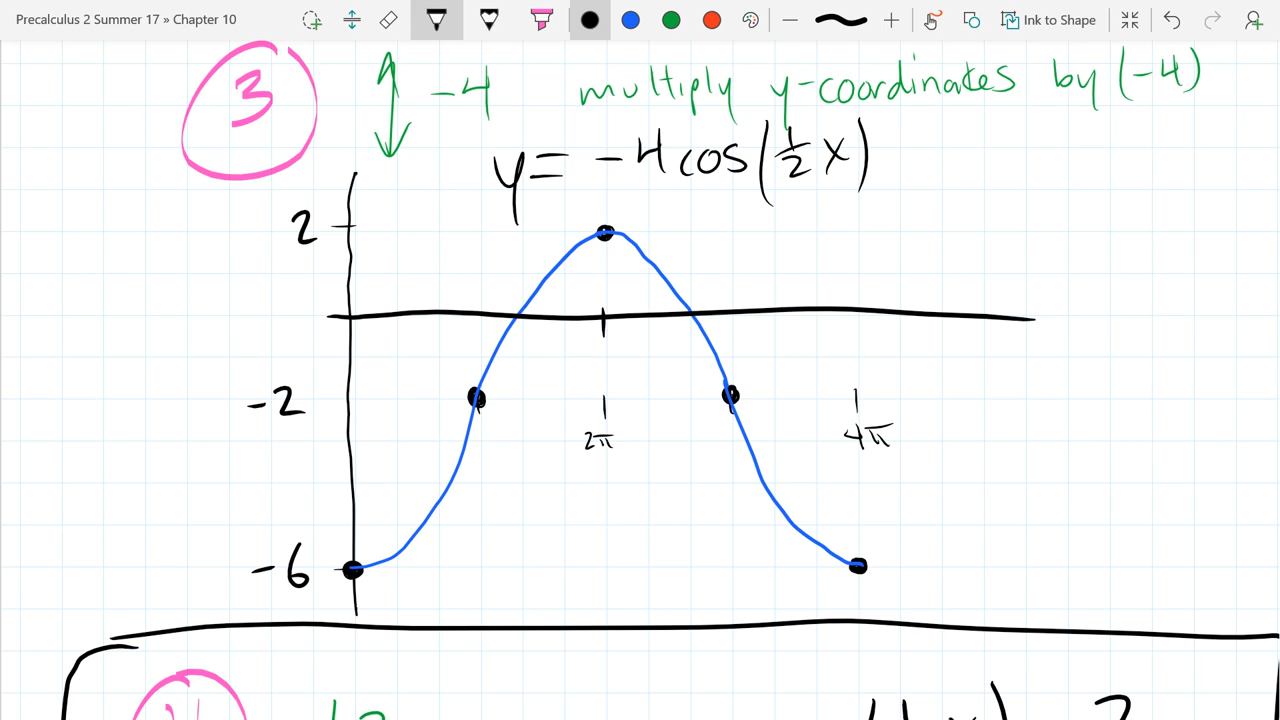 Precalculus 2 Summer 17 » Chapter 10
Ink to Shape
3
-4 multiply y-coordinates by (-4)
y = -4cos(1/2 x)
2
-2
2π
4π
-6